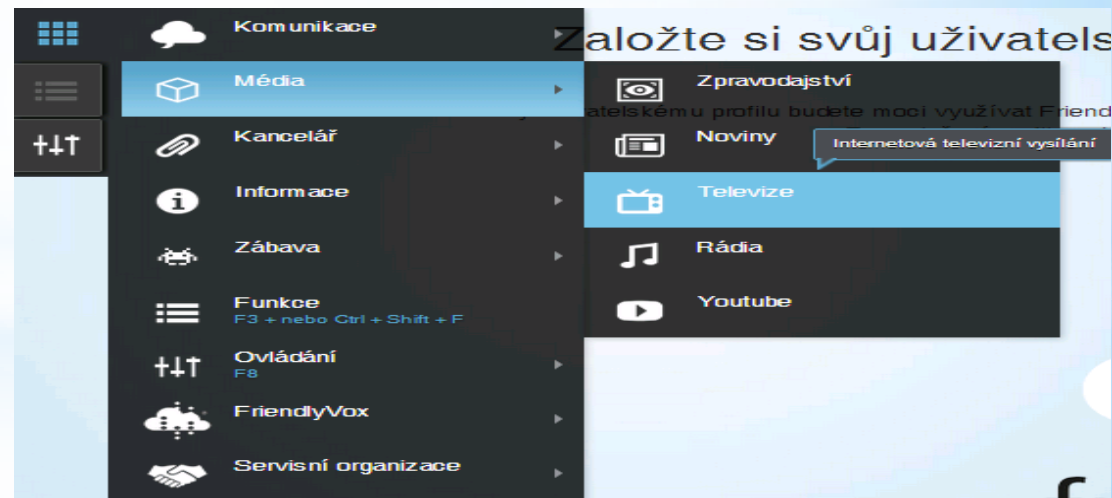 Komunikace
Média
Kancelář
Informace
Zábava
Funkce
F3 + nebo Ctrl + Shift + F
Ovládání
F8
FriendlyVox
Servisní organizace
Založte si svůj uživatels
atelskému profilu budete moci využívat Friend
Zpravodajství
Noviny
Internetová televizní vysílání
Televize
Rádia
Youtube